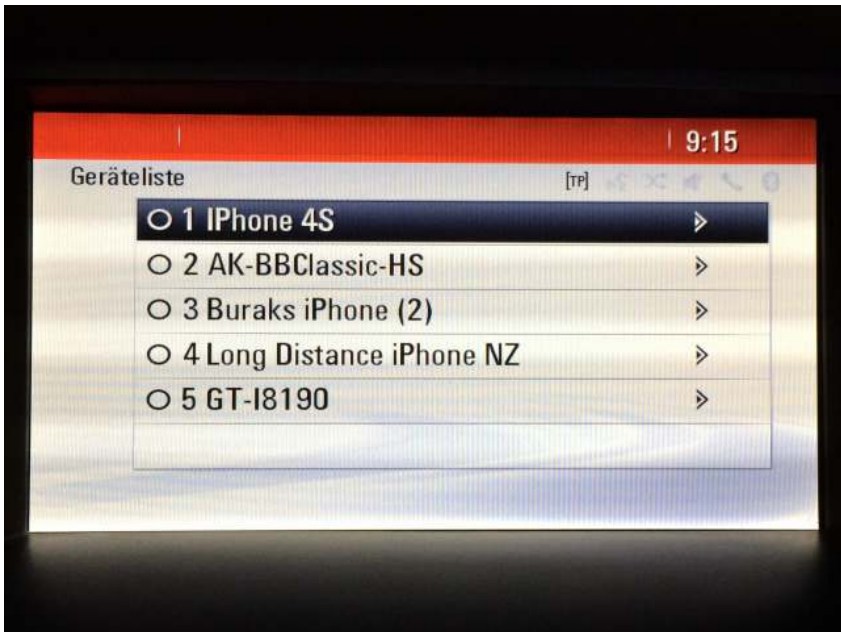 9:15
Geräteliste [TP]
1 IPhone 4S
2 AK-BBClassic-HS
3 Buraks iPhone (2)
4 Long Distance iPhone NZ
5 GT-I8190